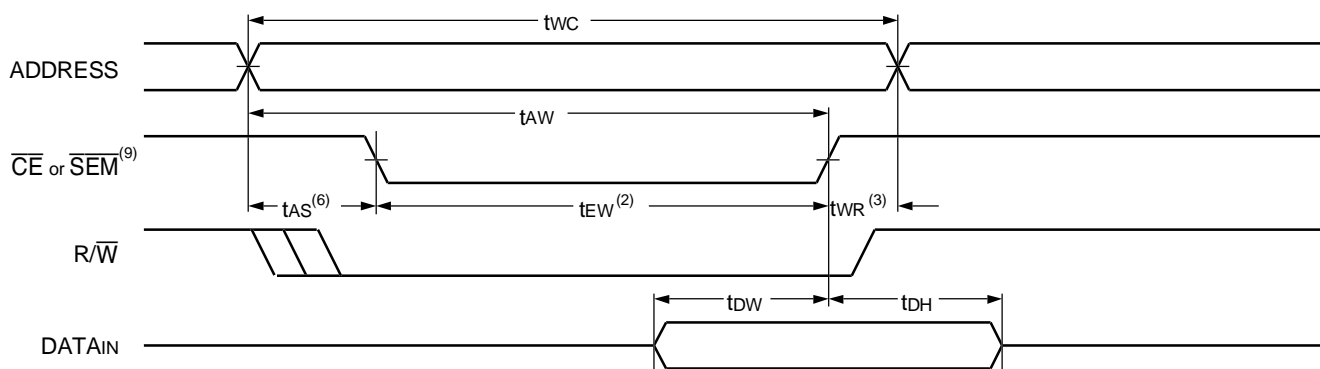 tWC
ADDRESS
tAW
CE or SEM(9)
tAS(6)
tEW(2)
tWR(3)
R/W
tDW
tDH
DATAIN